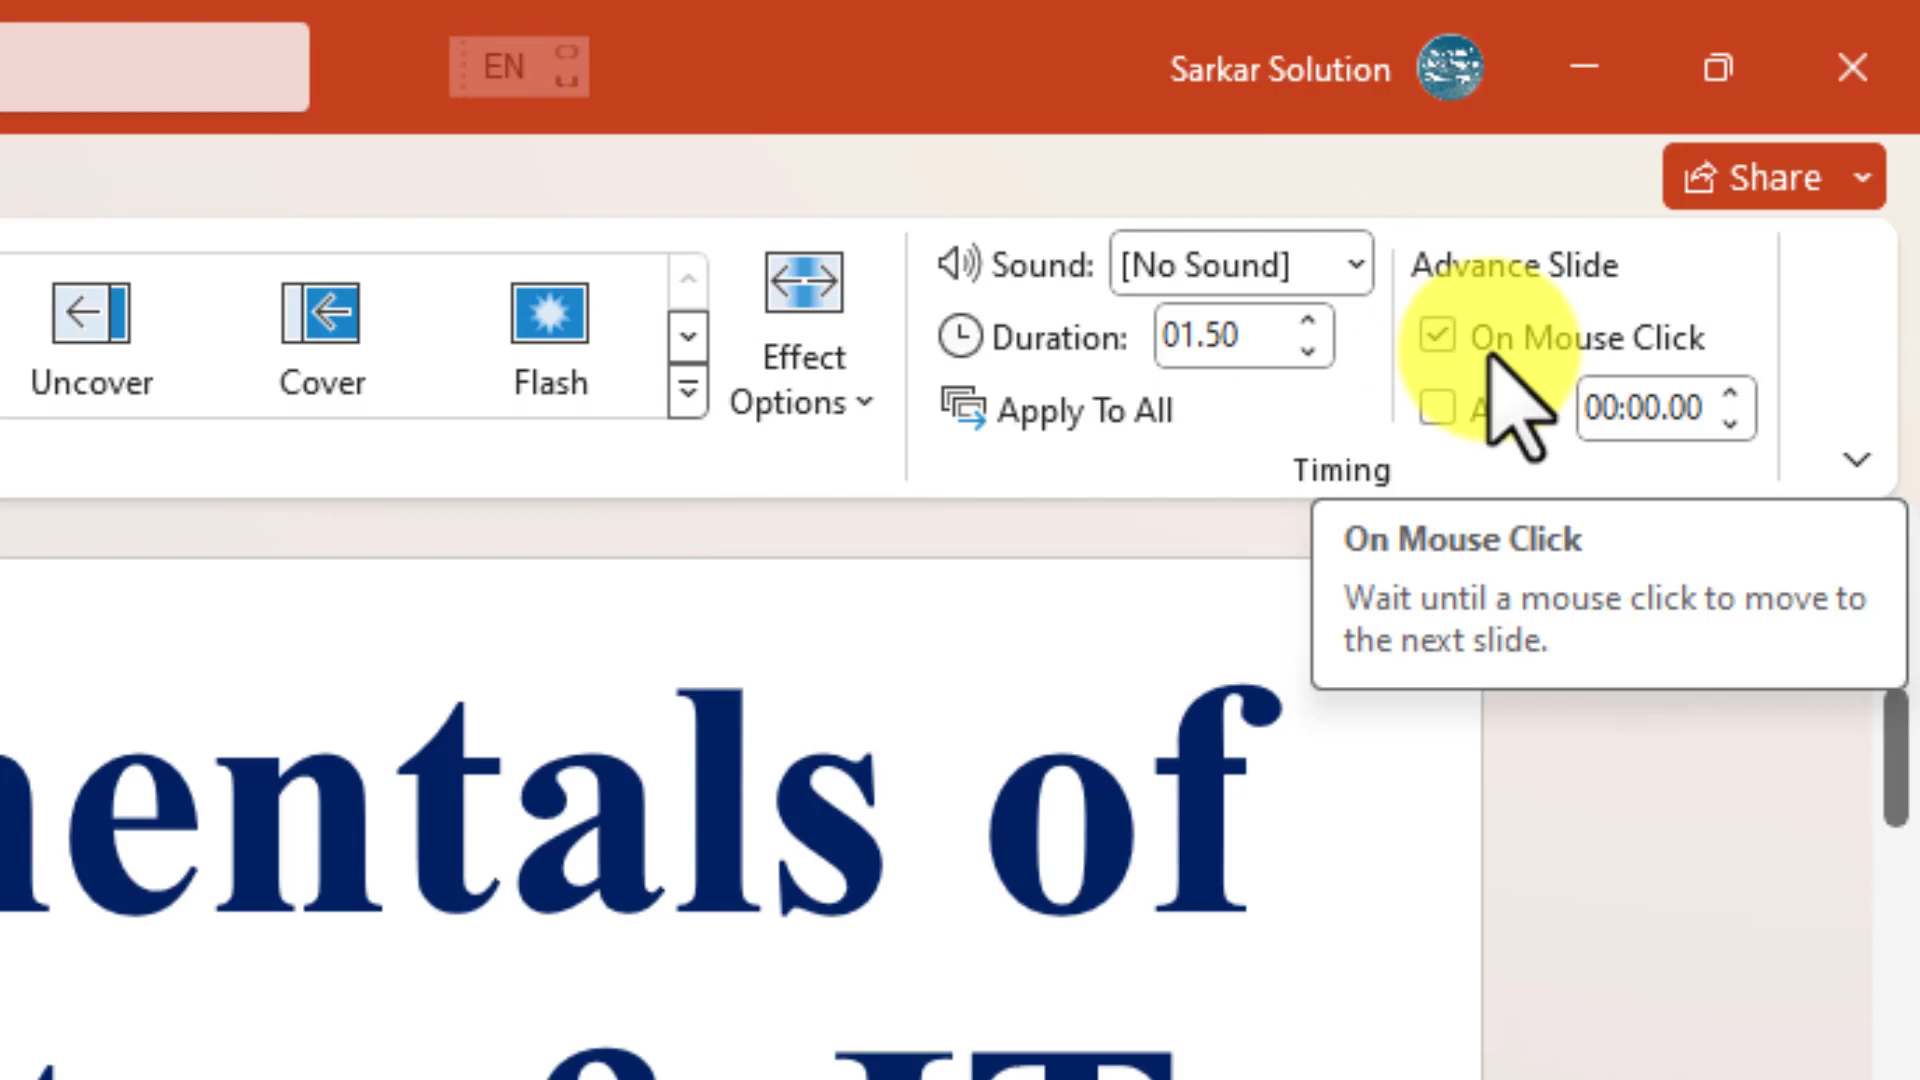 EN
Sarkar Solution
Share
Sound: [No Sound]
Advance Slide
Duration: 01.50
On Mouse Click
Uncover
Cover
Flash
Effect
Options
Apply To All
00:00.00
Timing
On Mouse Click
Wait until a mouse click to move to
the next slide.
mentals of
& IT